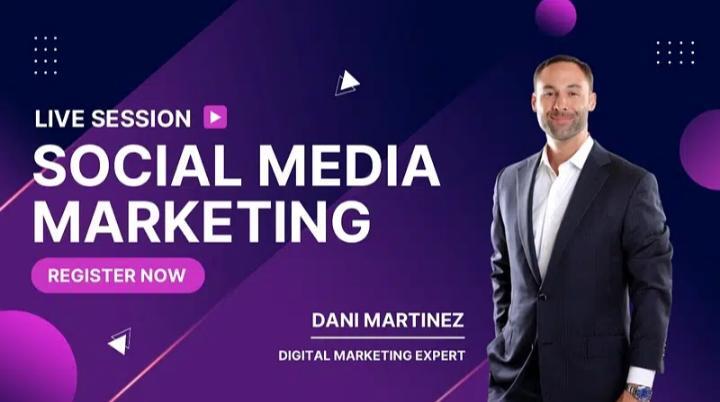 LIVE SESSION
SOCIAL MEDIA
MARKETING
REGISTER NOW
DANI MARTINEZ
DIGITAL MARKETING EXPERT